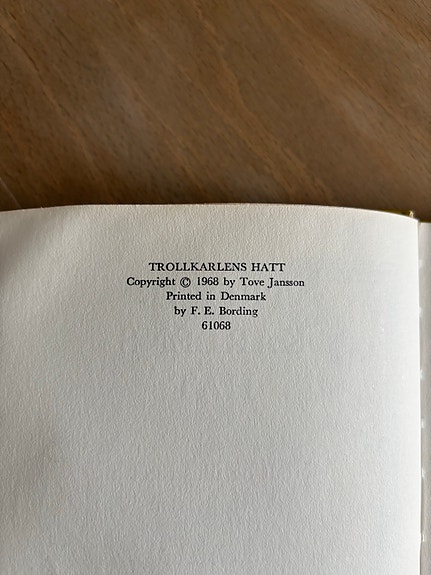 TROLLKARLENS HATT
Copyright © 1968 by Tove Jansson
Printed in Denmark
by F. E. Bording
61068